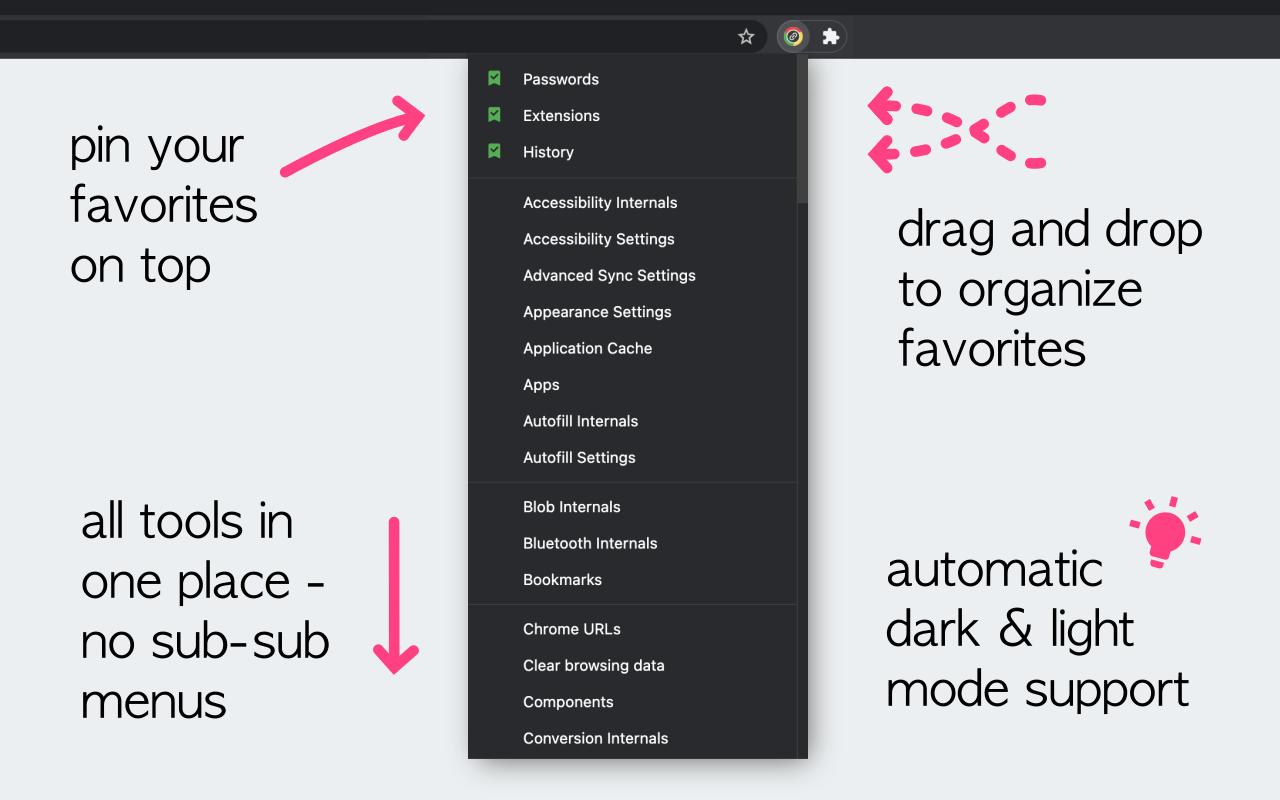 pin your
favorites
on top
all tools in
one place -
no sub-sub
menus
Passwords
Extensions
History
Accessibility Internals
Accessibility Settings
Advanced Sync Settings
Appearance Settings
Application Cache
Apps
Autofill Internals
Autofill Settings
Blob Internals
Bluetooth Internals
Bookmarks
Chrome URLs
Clear browsing data
Components
Conversion Internals
drag and drop
to organize
favorites
automatic
dark & light
mode support